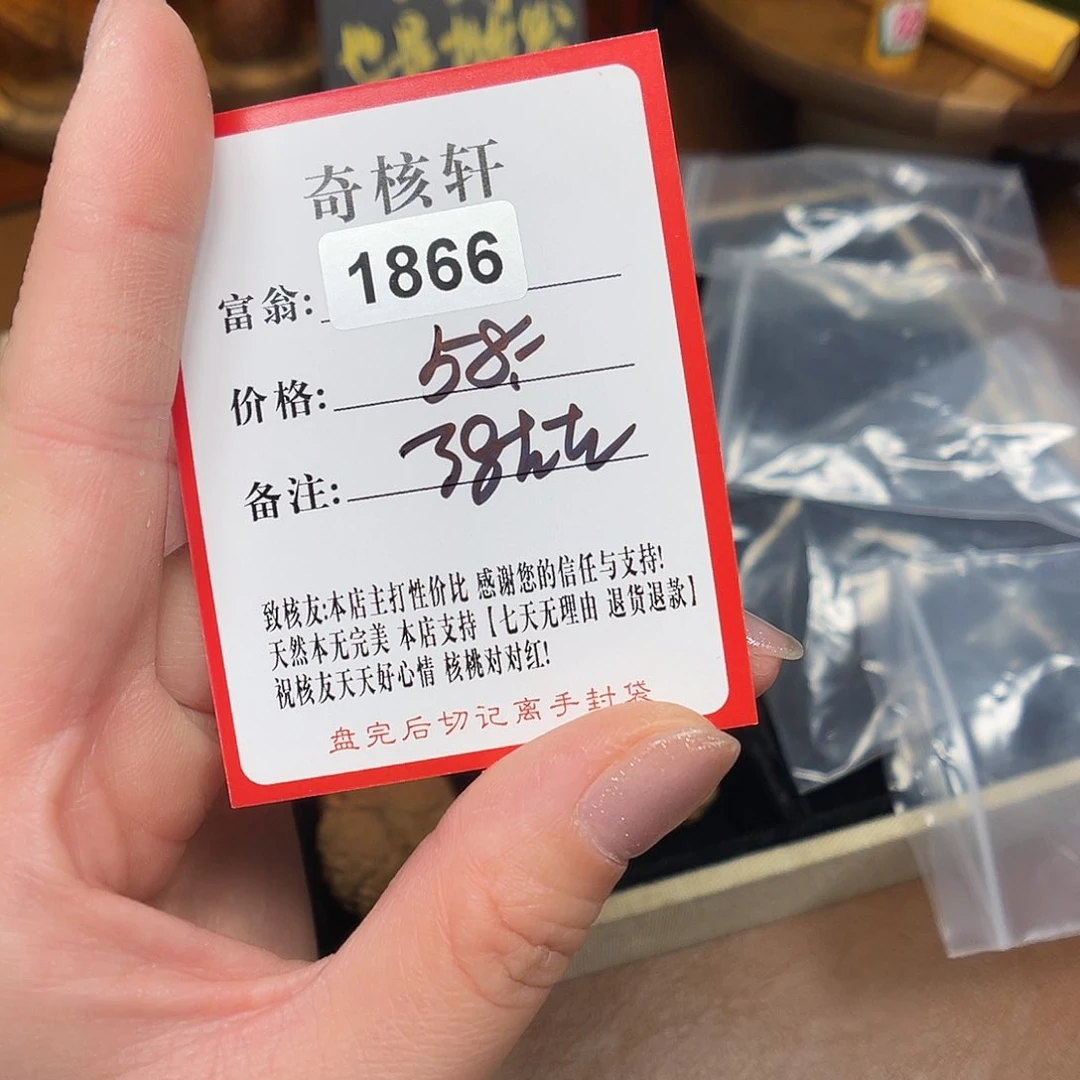 奇核轩
富翁: 1866
价格: 58.-
备注: 38
致核友:本店主打性价比 感谢您的信任与支持!
天然本无完美 本店支持【七天无理由 退货退款】
祝核友天天好心情 核桃对对红!
盘完后切记离手封袋